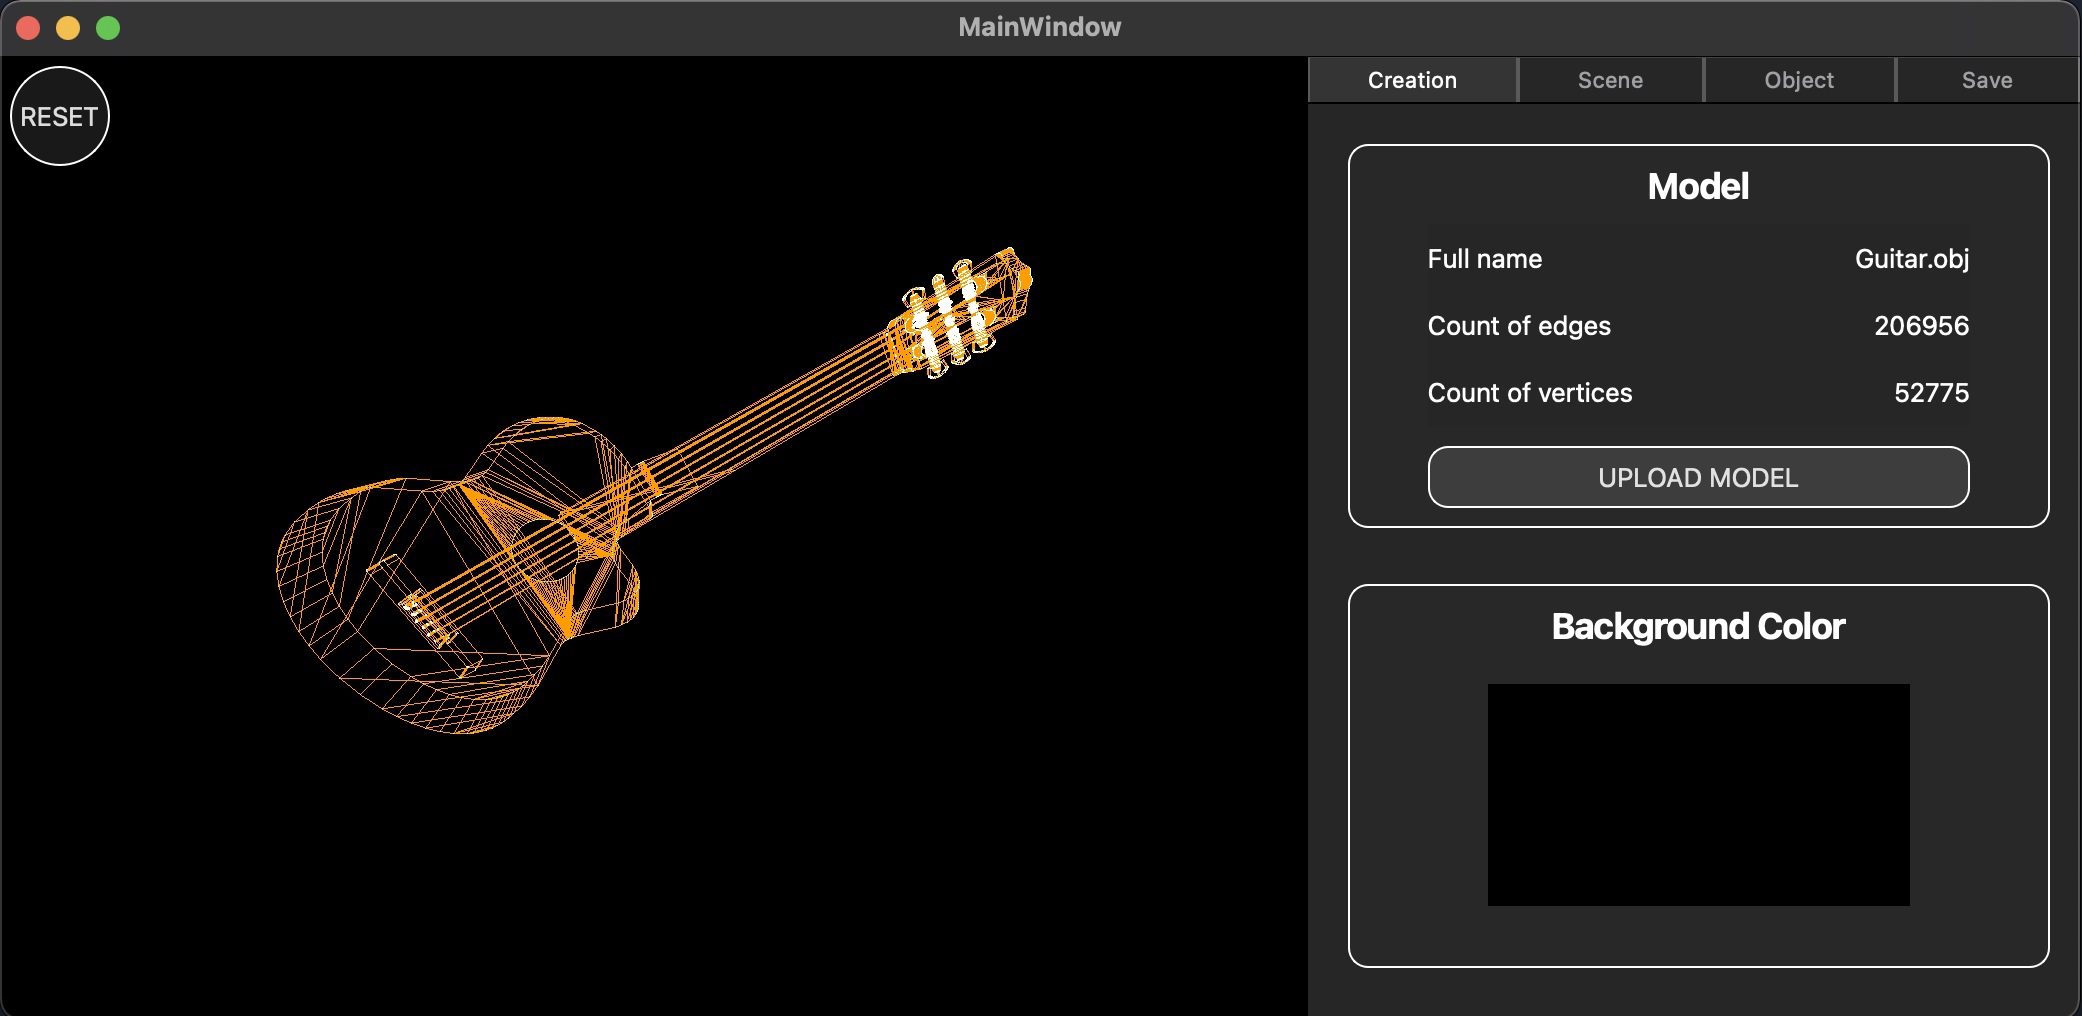 MainWindow
RESET
Creation Scene Object Save
Model
Full name Guitar.obj
Count of edges 206956
Count of vertices 52775
UPLOAD MODEL
Background Color